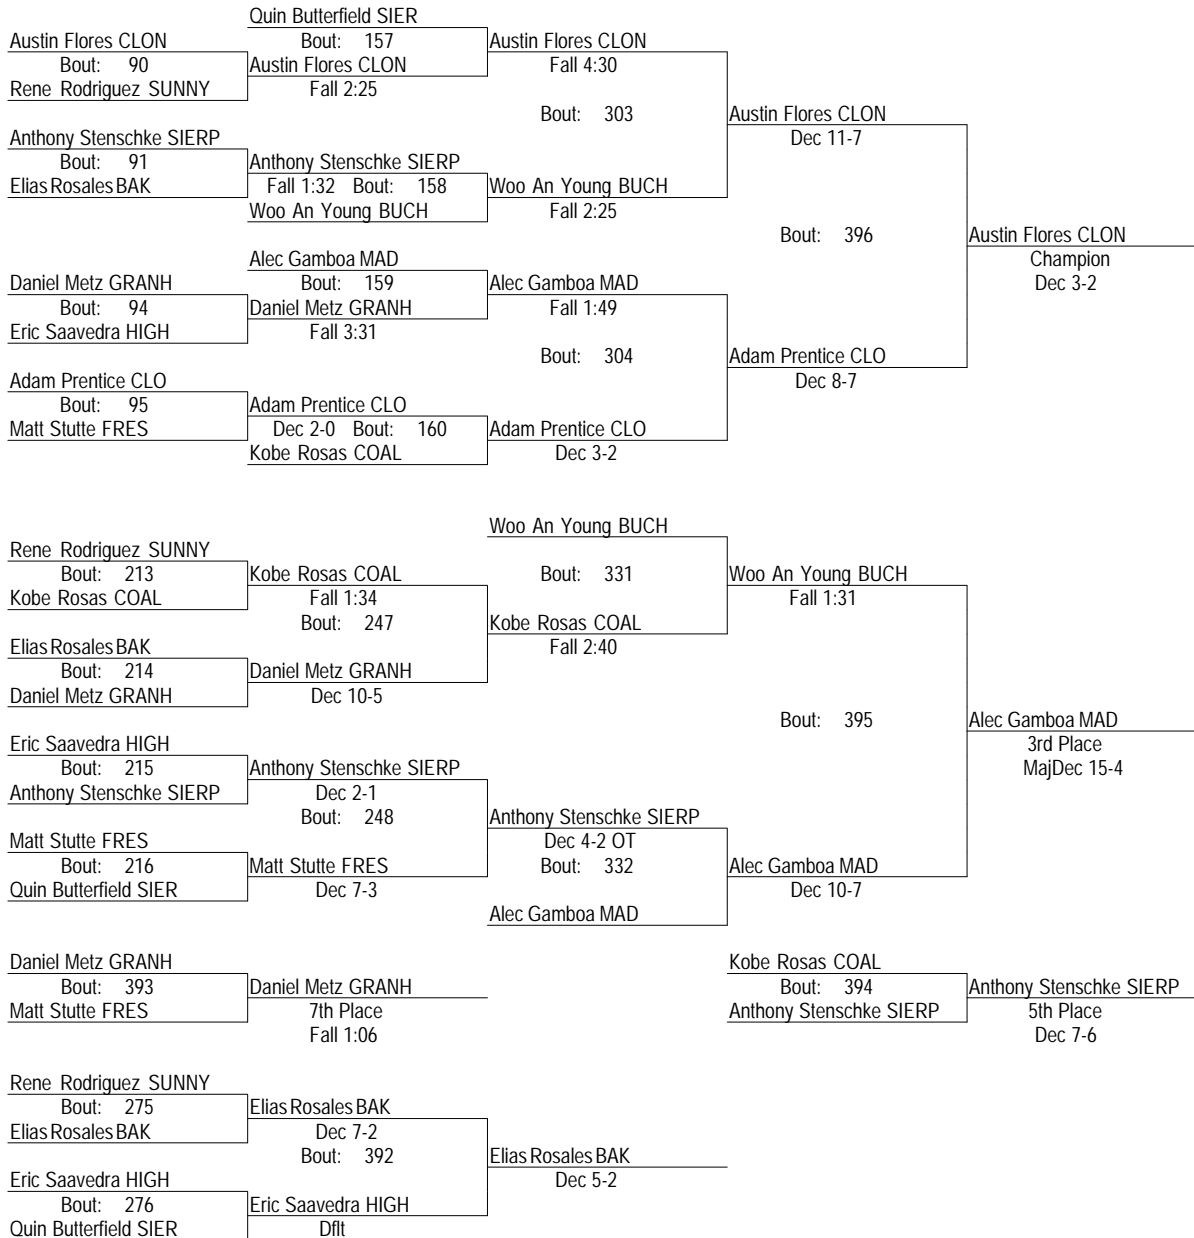 Quin Butterfield SIER
Austin Flores CLON Bout: 157 Austin Flores CLON
Bout: 90 Austin Flores CLON Fall 4:30
Rene Rodriguez SUNNY Fall 2:25
Bout: 303 Austin Flores CLON
Anthony Stenschke SIERP Dec 11-7
Bout: 91 Anthony Stenschke SIERP
Elias Rosales BAK Fall 1:32 Bout: 158 Woo An Young BUCH
Woo An Young BUCH Fall 2:25
Bout: 396 Austin Flores CLON
Alec Gamboa MAD Champion
Daniel Metz GRANH Bout: 159 Alec Gamboa MAD Dec 3-2
Bout: 94 Daniel Metz GRANH Fall 1:49
Eric Saavedra HIGH Fall 3:31
Bout: 304 Adam Prentice CLO
Adam Prentice CLO Dec 8-7
Bout: 95 Adam Prentice CLO
Matt Stutte FRES Dec 2-0 Bout: 160 Adam Prentice CLO
Kobe Rosas COAL Dec 3-2
Woo An Young BUCH
Rene Rodriguez SUNNY
Bout: 213 Kobe Rosas COAL Bout: 331 Woo An Young BUCH
Kobe Rosas COAL Fall 1:34 Fall 1:31
Bout: 247 Kobe Rosas COAL
Elias Rosales BAK Fall 2:40
Bout: 214 Daniel Metz GRANH
Daniel Metz GRANH Dec 10-5
Bout: 395 Alec Gamboa MAD
Eric Saavedra HIGH 3rd Place
Bout: 215 Anthony Stenschke SIERP MajDec 15-4
Anthony Stenschke SIERP Dec 2-1
Bout: 248 Anthony Stenschke SIERP
Matt Stutte FRES Dec 4-2 OT
Bout: 216 Matt Stutte FRES Bout: 332 Alec Gamboa MAD
Quin Butterfield SIER Dec 7-3 Dec 10-7
Alec Gamboa MAD
Daniel Metz GRANH Kobe Rosas COAL
Bout: 393 Daniel Metz GRANH Bout: 394 Anthony Stenschke SIERP
Matt Stutte FRES 7th Place Anthony Stenschke SIERP 5th Place
Fall 1:06 Dec 7-6
Rene Rodriguez SUNNY
Bout: 275 Elias Rosales BAK
Elias Rosales BAK Dec 7-2
Bout: 392 Elias Rosales BAK
Eric Saavedra HIGH Dec 5-2
Bout: 276 Eric Saavedra HIGH
Quin Butterfield SIER Dflt